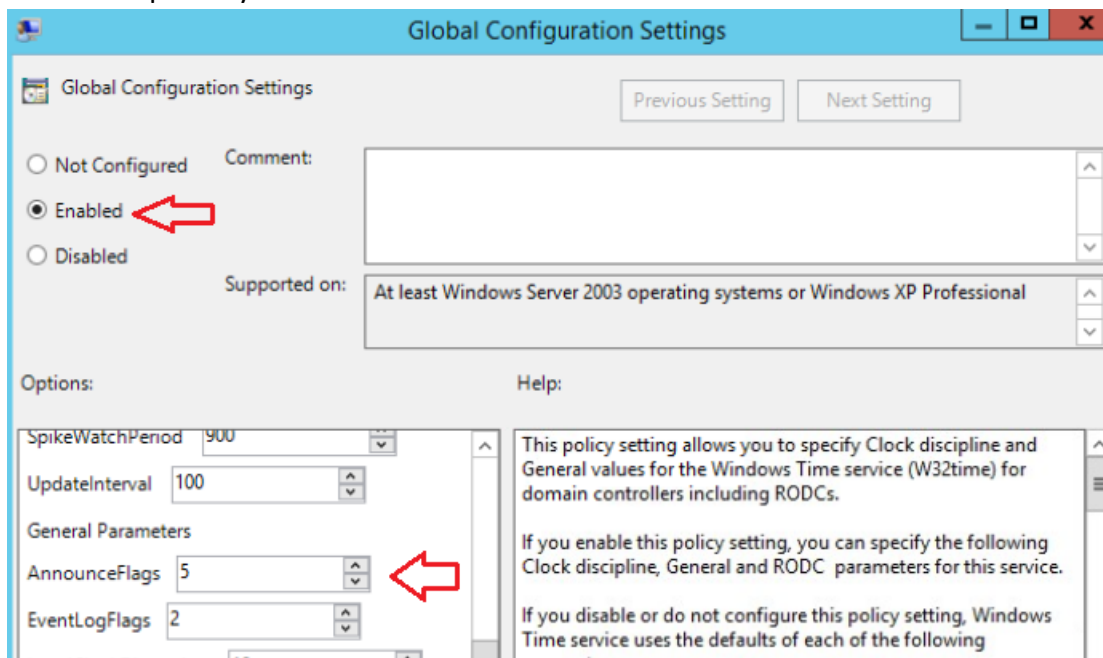 Global Configuration Settings
Global Configuration Settings
Previous Setting
Next Setting
Not Configured
Comment:
Enabled
Disabled
Supported on:
At least Windows Server 2003 operating systems or Windows XP Professional
Options:
Help:
SpikeWatchPeriod 900
UpdateInterval 100
General Parameters
AnnounceFlags 5
EventLogFlags 2
This policy setting allows you to specify Clock discipline and
General values for the Windows Time service (W32time) for
domain controllers including RODCs.
If you enable this policy setting, you can specify the following
Clock discipline, General and RODC parameters for this service.
If you disable or do not configure this policy setting, Windows
Time service uses the defaults of each of the following